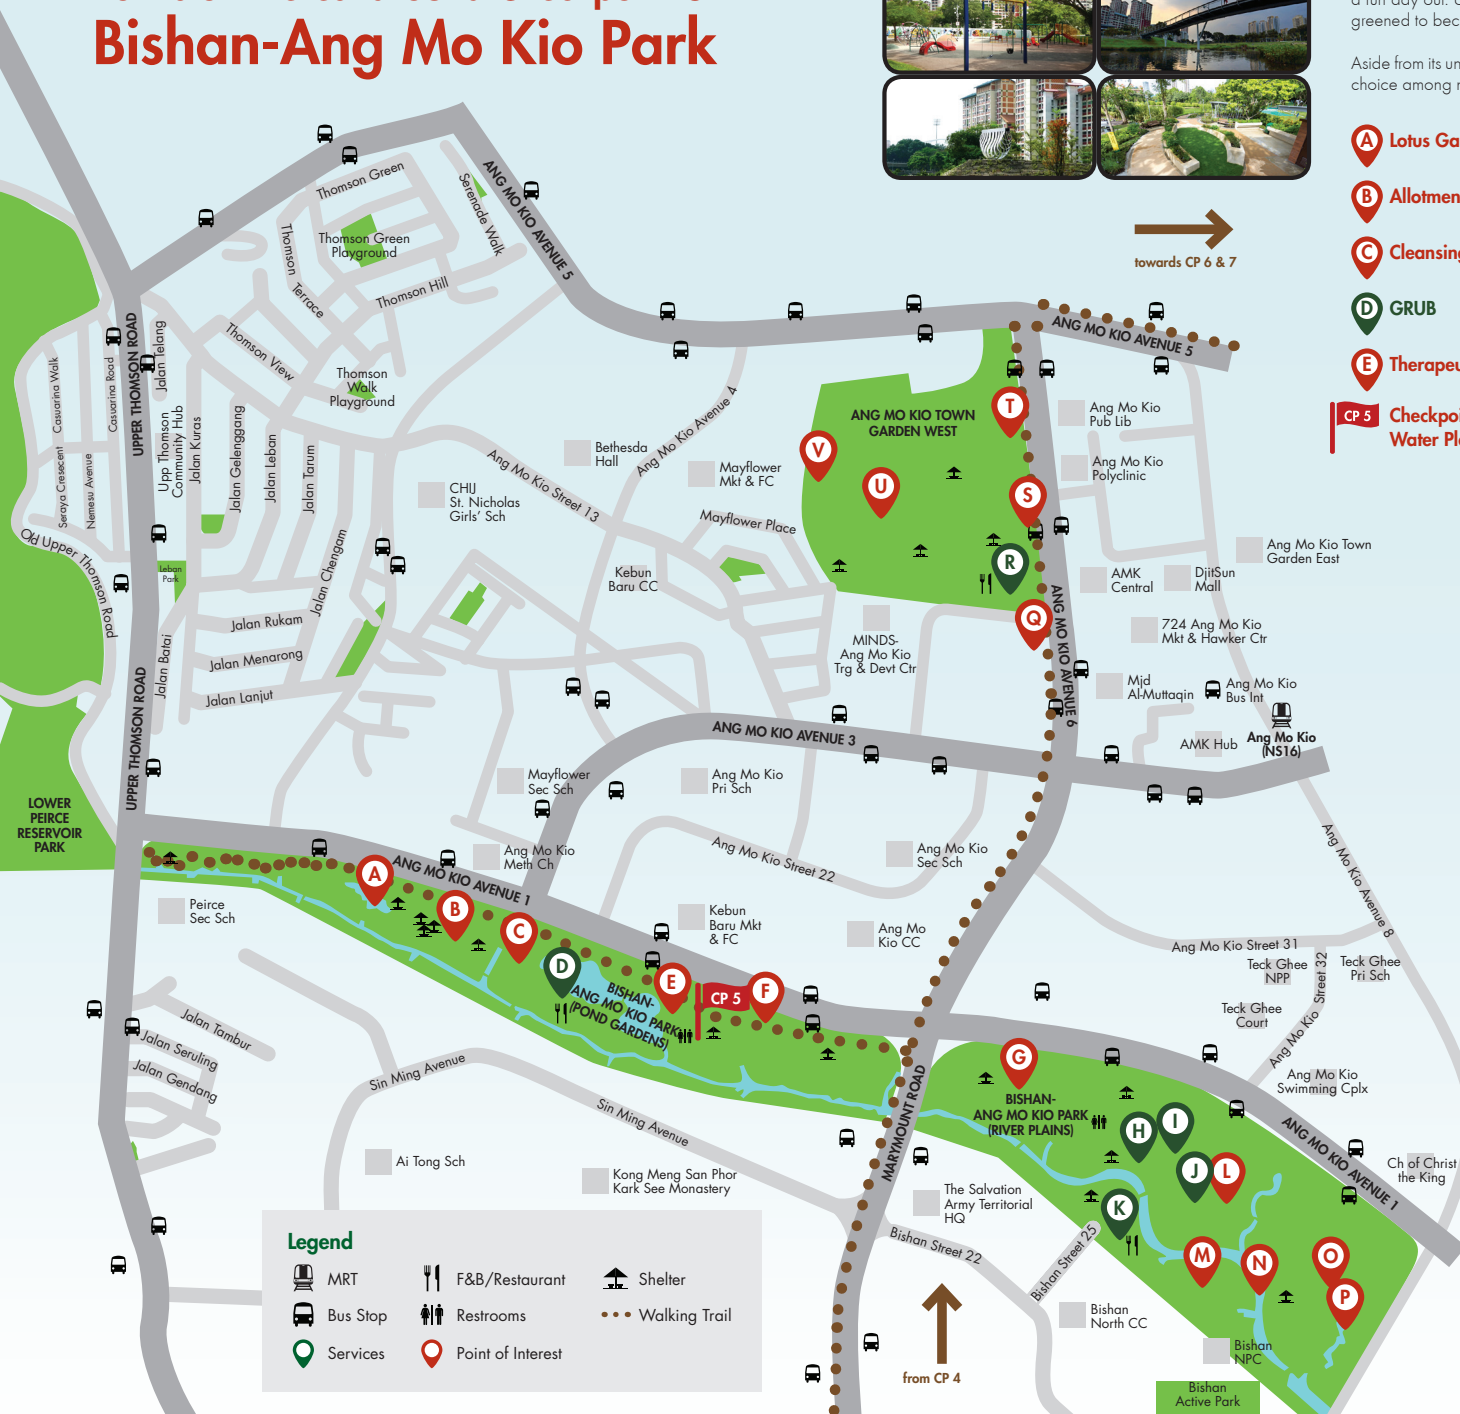 Bishan-Ang Mo Kio Park
a fun day out.
greened to bec
Aside from its un
choice among
A Lotus Ga
B Allotmen
C Cleansing
D GRUB
E Therapeu
CP 5 Checkpoi
Water Pl
towards CP 6 & 7
ANG MO KIO AVENUE 5
ANG MO KIO AVENUE 5
Thomson Green
Serenade Walk
Thomson Green
Playground
Thomson
Terrace
Thomson Hill
Thomson View
Thomson
Walk
Playground
UPPER THOMSON ROAD
Jalan Telang
Casuarina Walk
Casuarina Road
Upp Thomson
Community Hub
Jalan Kuras
Jalan Gelenggang
Jalan Leban
Jalan Tarum
Seraya Crescent
Nemesu Avenue
Old Upper Thomson Road
Leban
Park
Jalan Chengam
Jalan Rukam
Jalan Menarong
Jalan Lanjut
Jalan Batai
UPPER THOMSON ROAD
LOWER
PEIRCE
RESERVOIR
PARK
CHIJ
St. Nicholas
Girls' Sch
Ang Mo Kio Street 13
Bethesda
Hall
Ang Mo Kio Avenue 4
Mayflower
Mkt & FC
Mayflower Place
Kebun
Baru CC
ANG MO KIO TOWN
GARDEN WEST
T
V
U
S
R
Q
MINDS-
Ang Mo Kio
Trg & Devt Ctr
Ang Mo Kio
Pub Lib
Ang Mo Kio
Polyclinic
ANG MO KIO AVENUE 6
AMK
Central
DjitSun
Mall
Ang Mo Kio Town
Garden East
724 Ang Mo Kio
Mkt & Hawker Ctr
Mjd
Al-Muttaqin
Ang Mo Kio
Bus Int
AMK Hub
Ang Mo Kio
(NS16)
ANG MO KIO AVENUE 3
Mayflower
Sec Sch
Ang Mo Kio
Pri Sch
Ang Mo Kio
Meth Ch
Ang Mo Kio Street 22
Ang Mo Kio
Sec Sch
Kebun
Baru Mkt
& FC
Ang Mo
Kio CC
Ang Mo Kio Avenue 8
Ang Mo Kio Street 31
Ang Mo Kio Street 32
Teck Ghee
NPP
Teck Ghee
Pri Sch
Teck Ghee
Court
Ang Mo Kio
Swimming Cplx
ANG MO KIO AVENUE 1
Peirce
Sec Sch
A
B
C
D
E
CP 5
F
BISHAN-
ANG MO KIO PARK
(POND GARDENS)
Jalan Tambur
Jalan Seruling
Jalan Gendang
Sin Ming Avenue
Sin Ming Avenue
Ai Tong Sch
Kong Meng San Phor
Kark See Monastery
MARYMOUNT ROAD
G
BISHAN-
ANG MO KIO PARK
(RIVER PLAINS)
H
I
J
L
K
M
N
O
P
ANG MO KIO AVENUE 1
Ch of Christ
the King
The Salvation
Army Territorial
HQ
Bishan Street 22
Bishan Street 25
Bishan
North CC
Bishan
NPC
Bishan
Active Park
from CP 4
Legend
MRT
F&B/Restaurant
Shelter
Bus Stop
Restrooms
Walking Trail
Services
Point of Interest